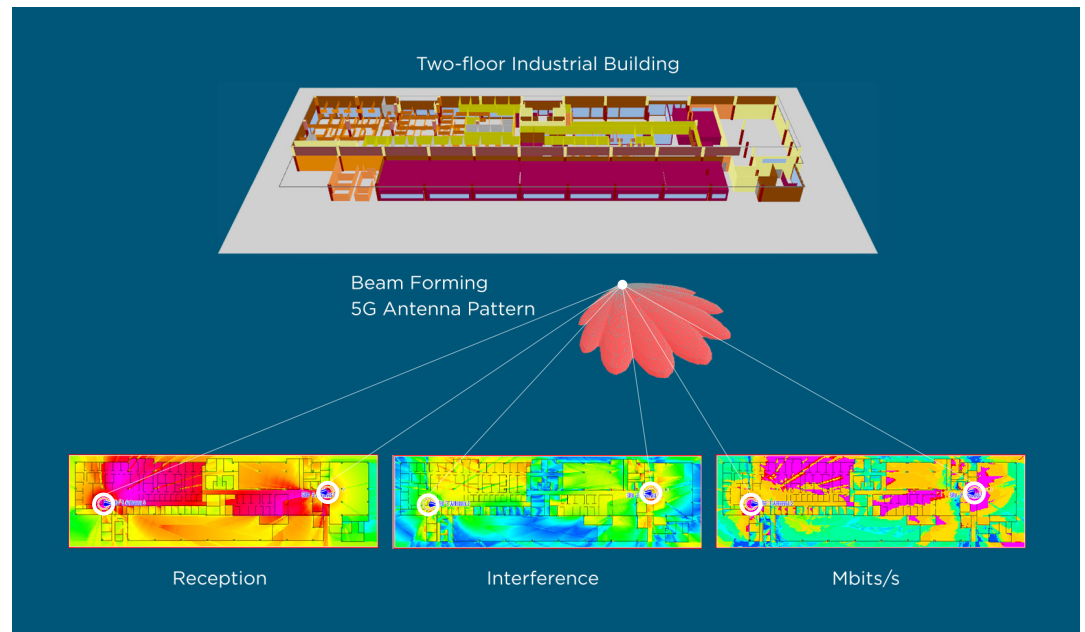 Two-floor Industrial Building
Beam Forming
5G Antenna Pattern
Reception
Interference
Mbits/s